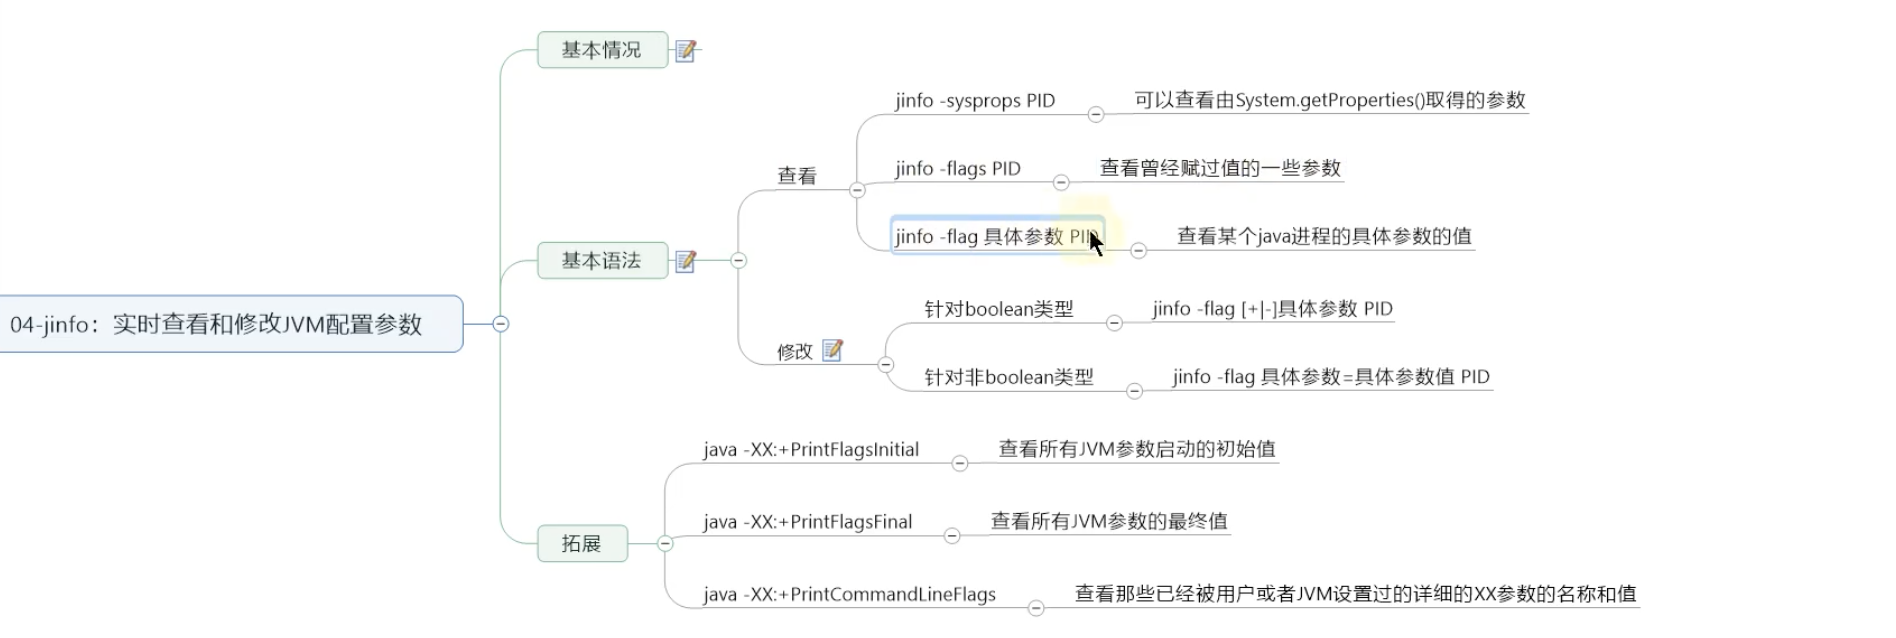 04-jinfo：实时查看和修改JVM配置参数
基本情况
基本语法
查看
jinfo -sysprops PID
可以查看由System.getProperties()取得的参数
jinfo -flags PID
查看曾经赋过值的一些参数
jinfo -flag 具体参数 PID
查看某个java进程的具体参数的值
修改
针对boolean类型
jinfo -flag [+|-]具体参数 PID
针对非boolean类型
jinfo -flag 具体参数=具体参数值 PID
拓展
java -XX:+PrintFlagsInitial
查看所有JVM参数启动的初始值
java -XX:+PrintFlagsFinal
查看所有JVM参数的最终值
java -XX:+PrintCommandLineFlags
查看那些已经被用户或者JVM设置过的详细的XX参数的名称和值